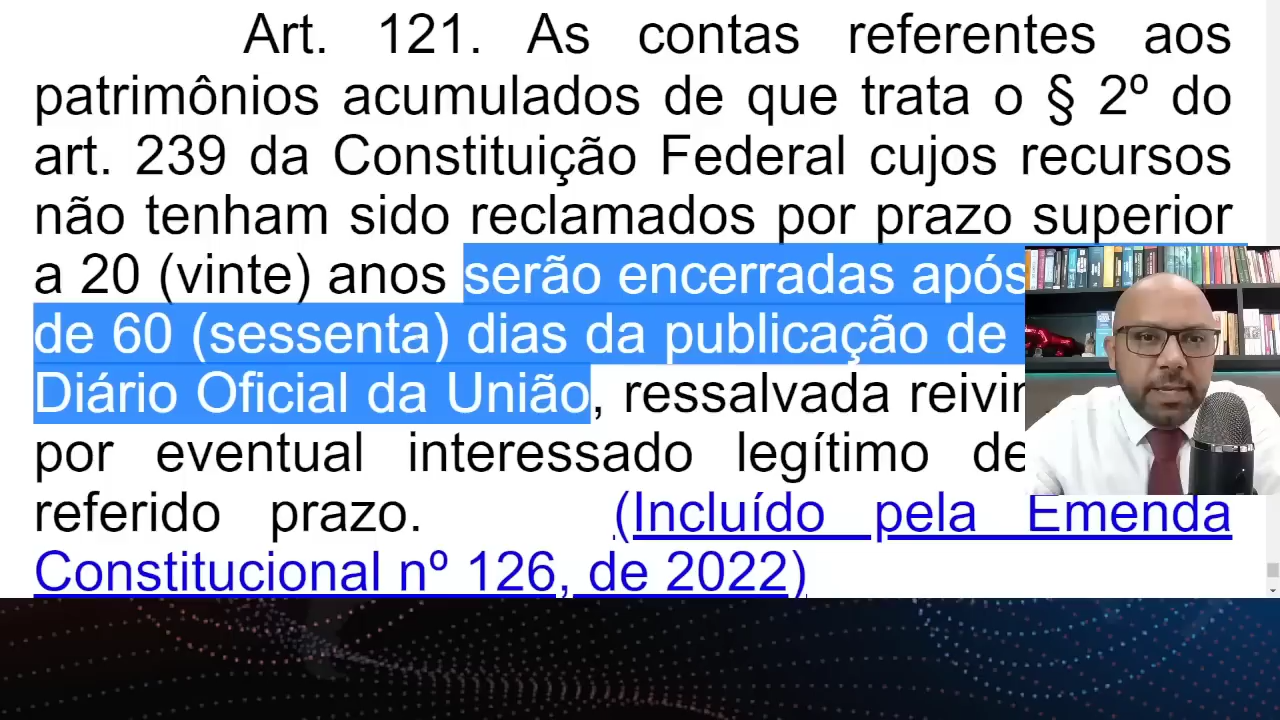 Art. 121. As contas referentes aos
patrimônios acumulados de que trata o § 2º do
art. 239 da Constituição Federal cujos recursos
não tenham sido reclamados por prazo superior
a 20 (vinte) anos serão encerradas após
de 60 (sessenta) dias da publicação de
Diário Oficial da União, ressalvada
por eventual interessado legítimo
referido prazo. (Incluído pela Emenda
Constitucional nº 126, de 2022)